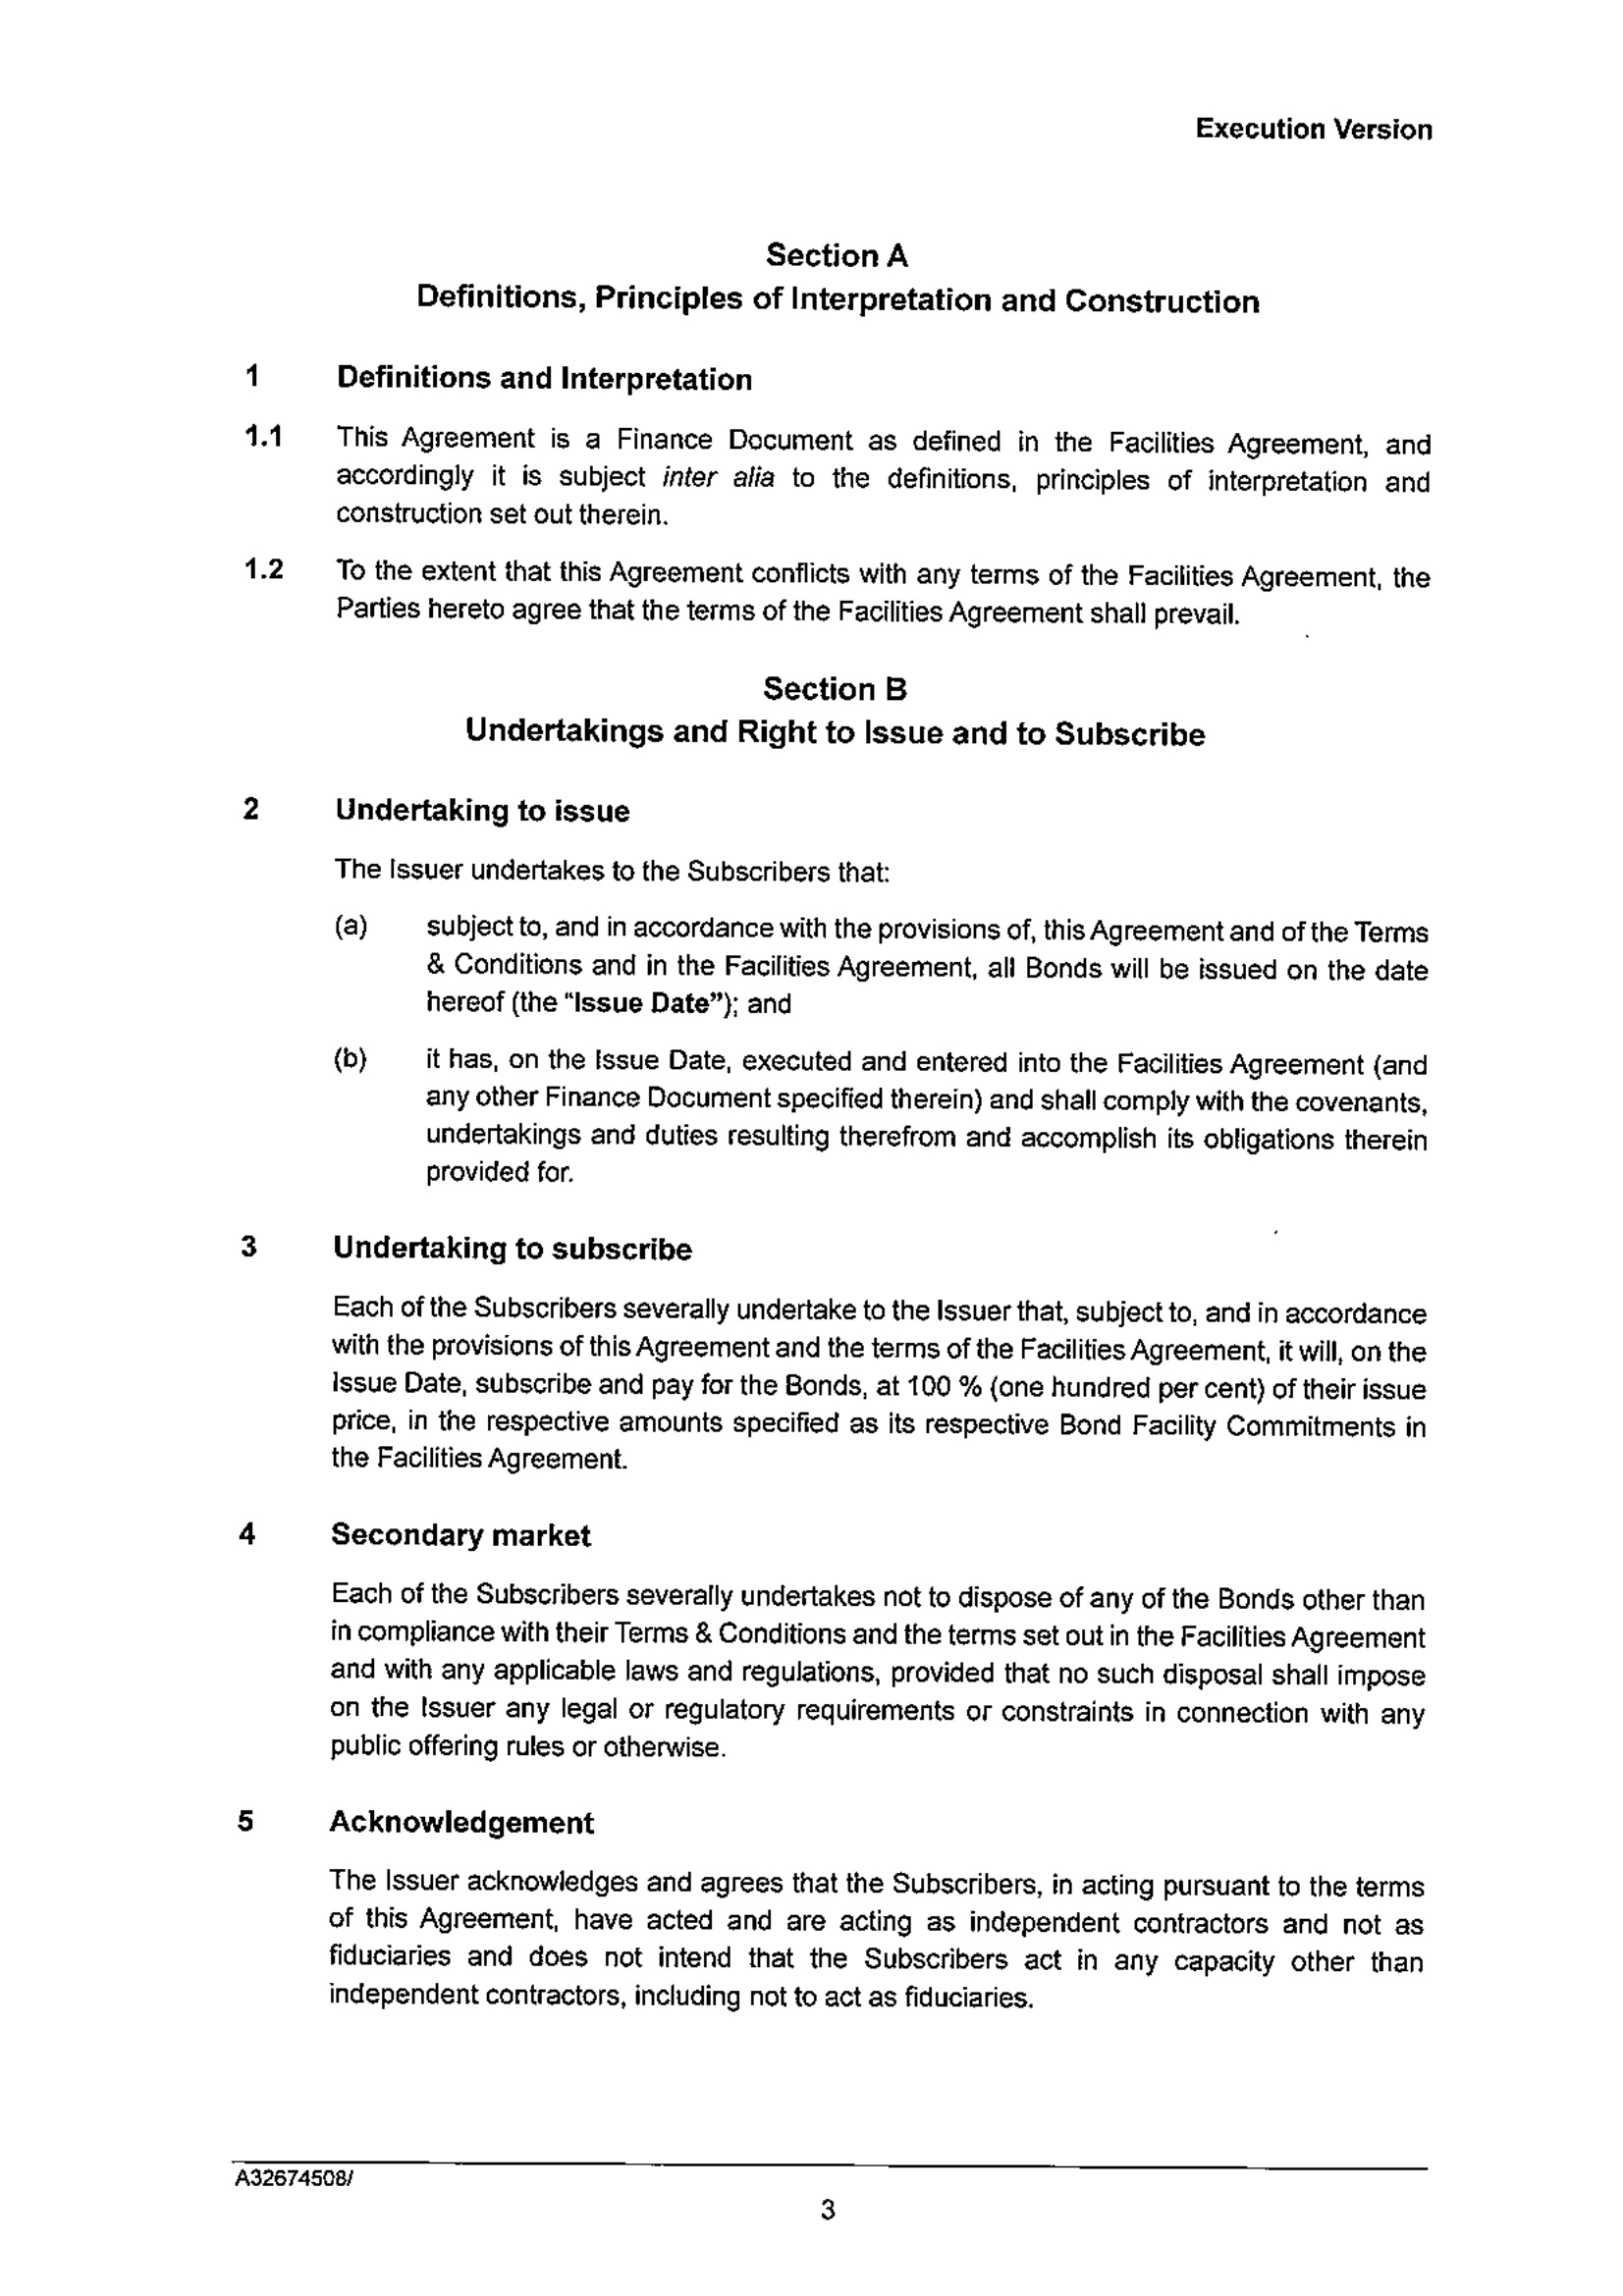 Execution Version
Section A
Definitions, Principles of Interpretation and Construction
1 Definitions and Interpretation
1.1 This Agreement is a Finance Document as defined in the Facilities Agreement, and
accordingly it is subject inter alia to the definitions, principles of interpretation and
construction set out therein.
1.2 To the extent that this Agreement conflicts with any terms of the Facilities Agreement, the
Parties hereto agree that the terms of the Facilities Agreement shall prevail.
Section B
Undertakings and Right to Issue and to Subscribe
2 Undertaking to issue
The Issuer undertakes to the Subscribers that:
(a) subject to, and in accordance with the provisions of, this Agreement and of the Terms
& Conditions and in the Facilities Agreement, all Bonds will be issued on the date
hereof (the “Issue Date”); and
(b) it has, on the Issue Date, executed and entered into the Facilities Agreement (and
any other Finance Document specified therein) and shall comply with the covenants,
undertakings and duties resulting therefrom and accomplish its obligations therein
provided for.
3 Undertaking to subscribe
Each of the Subscribers severally undertake to the Issuer that, subject to, and in accordance
with the provisions of this Agreement and the terms of the Facilities Agreement, it will, on the
Issue Date, subscribe and pay for the Bonds, at 100 % (one hundred per cent) of their issue
price, in the respective amounts specified as its respective Bond Facility Commitments in
the Facilities Agreement.
4 Secondary market
Each of the Subscribers severally undertakes not to dispose of any of the Bonds other than
in compliance with their Terms & Conditions and the terms set out in the Facilities Agreement
and with any applicable laws and regulations, provided that no such disposal shall impose
on the Issuer any legal or regulatory requirements or constraints in connection with any
public offering rules or otherwise.
5 Acknowledgement
The Issuer acknowledges and agrees that the Subscribers, in acting pursuant to the terms
of this Agreement, have acted and are acting as independent contractors and not as
fiduciaries and does not intend that the Subscribers act in any capacity other than
independent contractors, including not to act as fiduciaries.
A32674508/
3